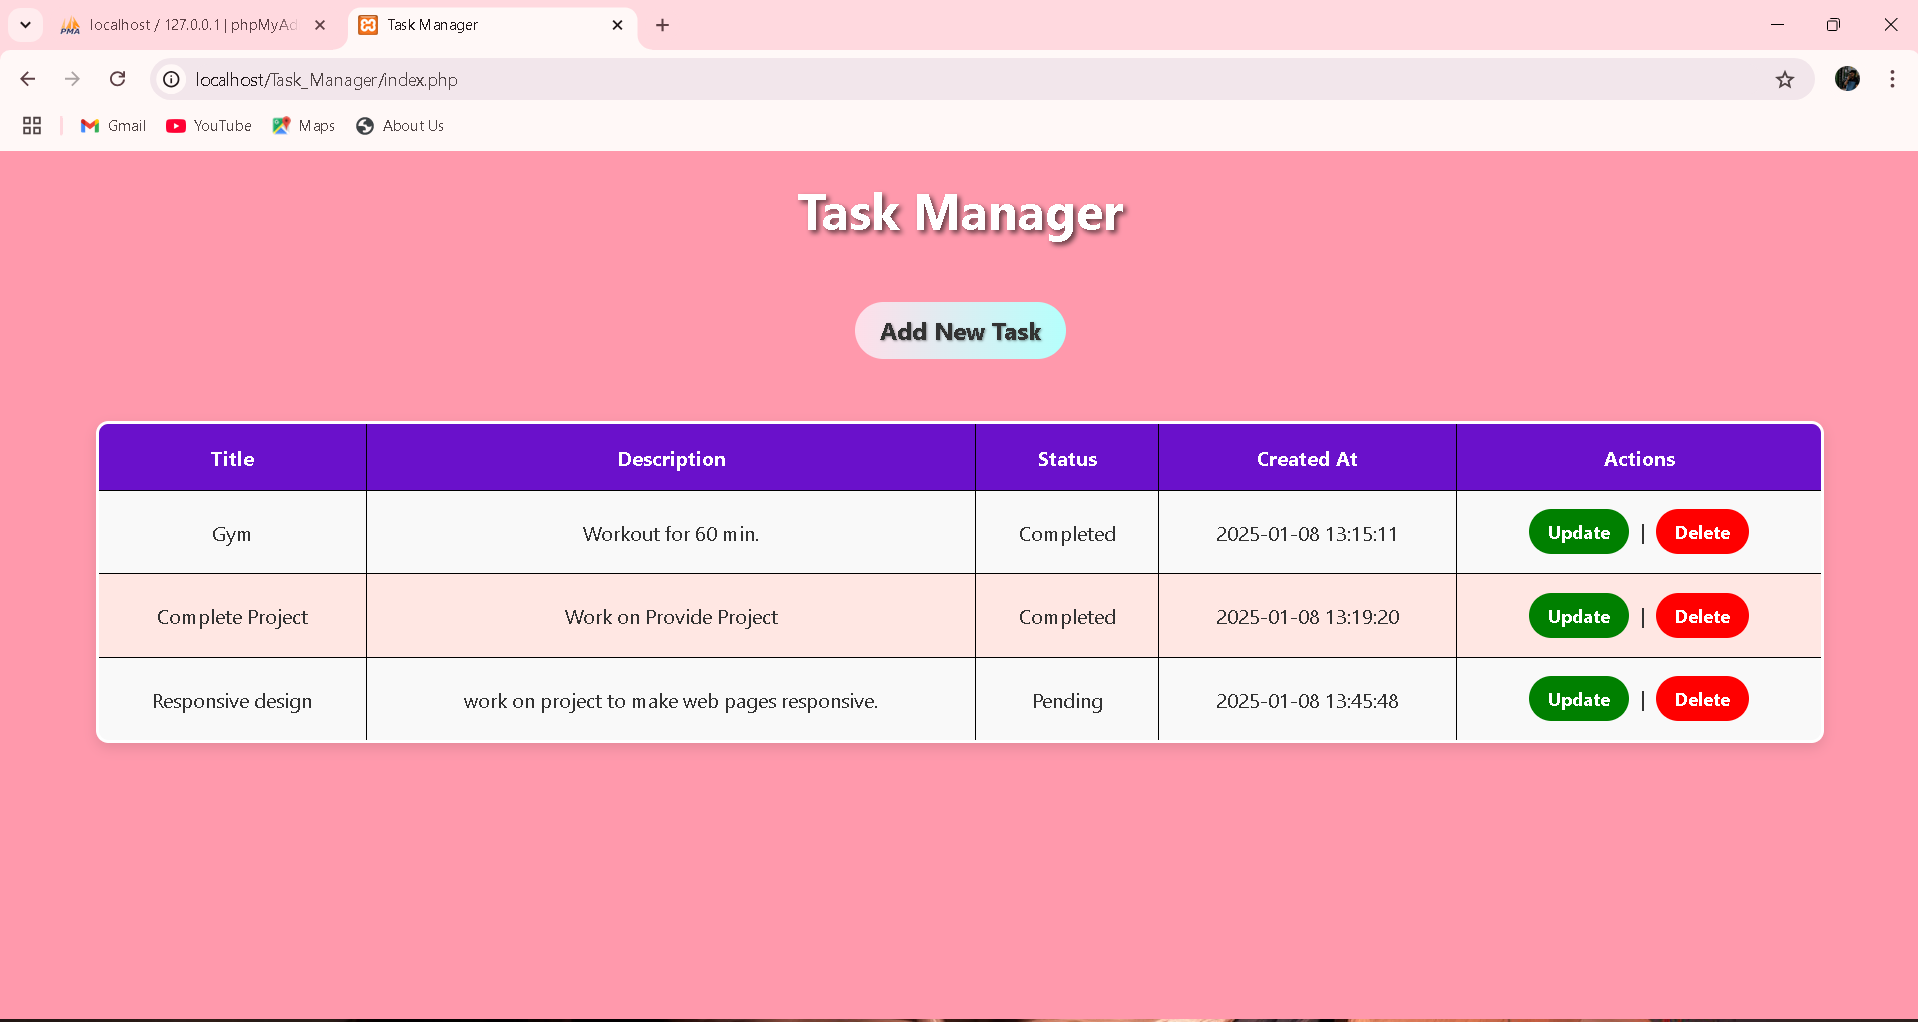 localhost / 127.0.0.1 | phpMyAd
Task Manager
localhost/Task_Manager/index.php
Gmail YouTube Maps About Us
Task Manager
Add New Task
Title Description Status Created At Actions
Gym Workout for 60 min. Completed 2025-01-08 13:15:11 Update | Delete
Complete Project Work on Provide Project Completed 2025-01-08 13:19:20 Update | Delete
Responsive design work on project to make web pages responsive. Pending 2025-01-08 13:45:48 Update | Delete